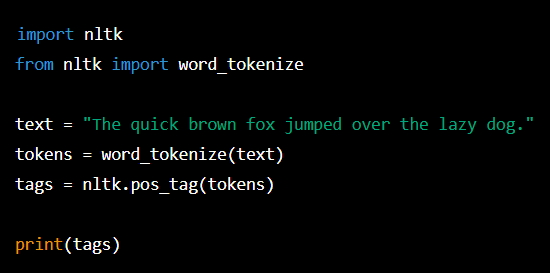 import nltk
from nltk import word_tokenize
text = "The quick brown fox jumped over the lazy dog."
tokens = word_tokenize(text)
tags = nltk.pos_tag(tokens)
print(tags)